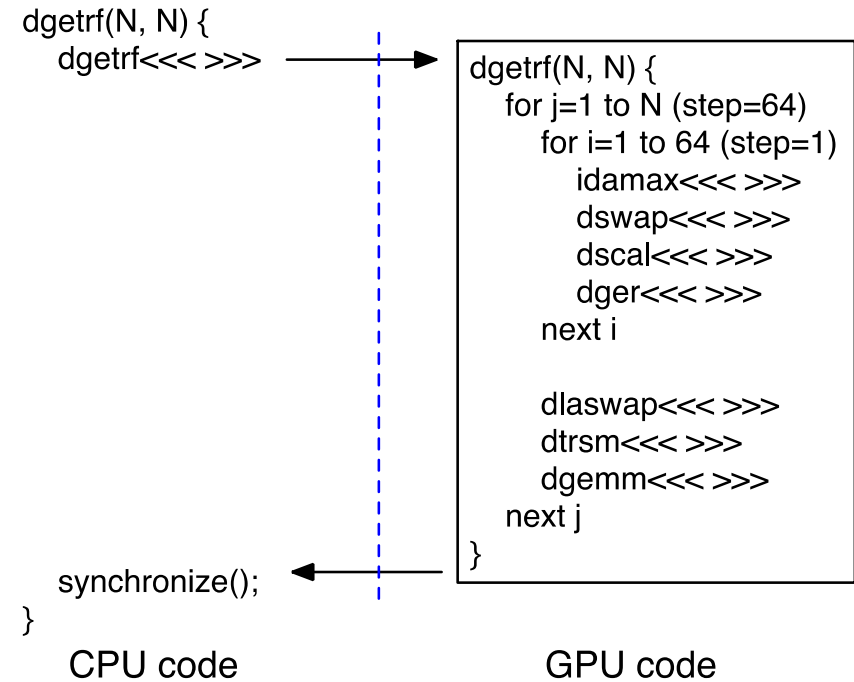 dgetrf(N, N) {
dgetrf<<< >>>
synchronize();
}
CPU code
dgetrf(N, N) {
for j=1 to N (step=64)
for i=1 to 64 (step=1)
idamax<<< >>>
dswap<<< >>>
dscal<<< >>>
dger<<< >>>
next i
dlaswap<<< >>>
dtrsm<<< >>>
dgemm<<< >>>
next j
}
GPU code